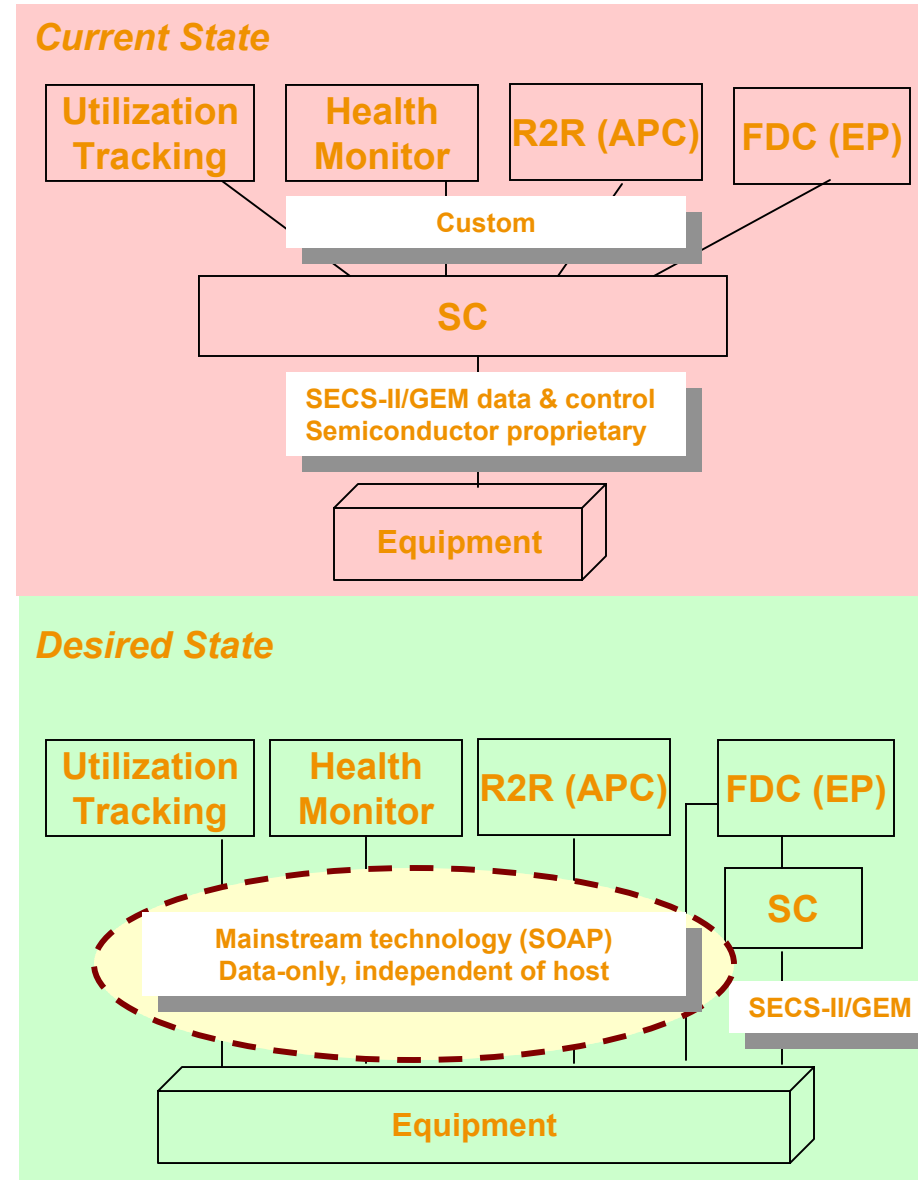 Current State
Utilization
Tracking
Health
Monitor
R2R (APC)
FDC (EP)
Custom
SC
SECS-II/GEM data & control
Semiconductor proprietary
Equipment
Desired State
Utilization
Tracking
Health
Monitor
R2R (APC)
FDC (EP)
SC
Mainstream technology (SOAP)
Data-only, independent of host
SECS-II/GEM
Equipment